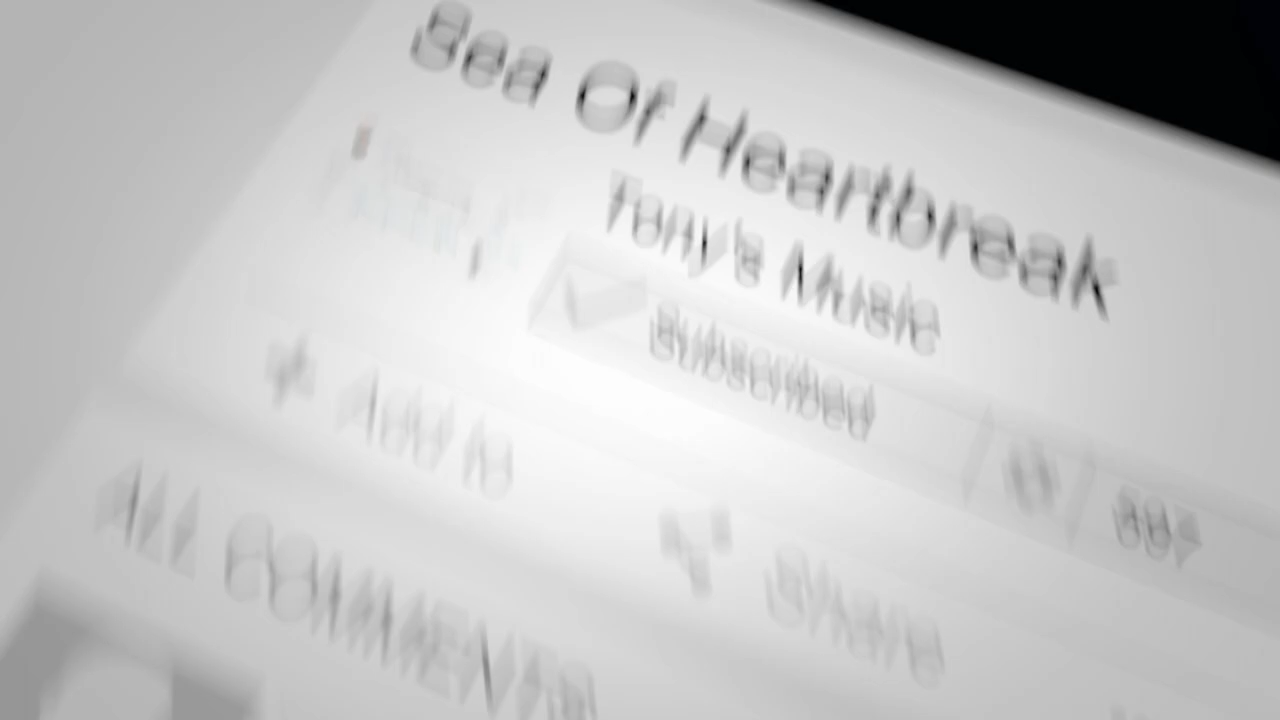 Sea Of Heartbreak
Tony's Music
Subscribed
Add to
Share
ALL COMMENTS